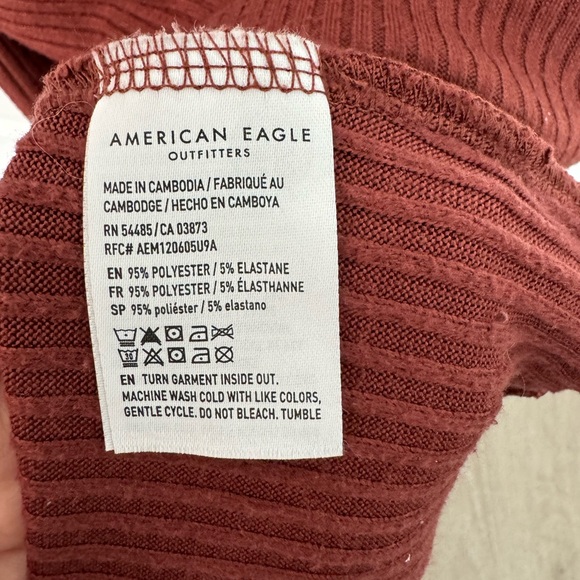 AMERICAN EAGLE
OUTFITTERS
MADE IN CAMBODIA / FABRIQUÉ AU
CAMBODGE / HECHO EN CAMBOYA
RN 54485 / CA 03873
RFC# AEM120605U9A
EN 95% POLYESTER / 5% ELASTANE
FR 95% POLYESTER / 5% ÉLASTHANNE
SP 95% poliéster / 5% elastano
30
EN TURN GARMENT INSIDE OUT.
MACHINE WASH COLD WITH LIKE COLORS,
GENTLE CYCLE. DO NOT BLEACH. TUMBLE